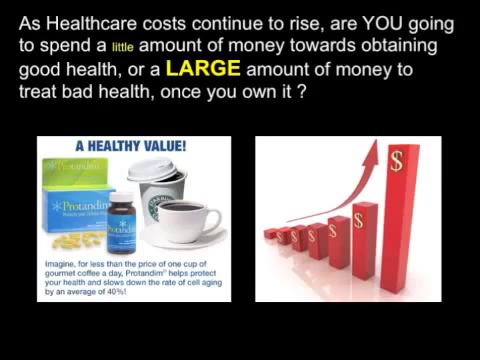 As Healthcare costs continue to rise, are YOU going
to spend a little amount of money towards obtaining
good health, or a LARGE amount of money to
treat bad health, once you own it ?
A HEALTHY VALUE!
Protandim
Protandim
Imagine, for less than the price of one cup of
gourmet coffee a day, Protandim® helps protect
your health and slows down the rate of cell aging
by an average of 40%!
$
$
$
$
$